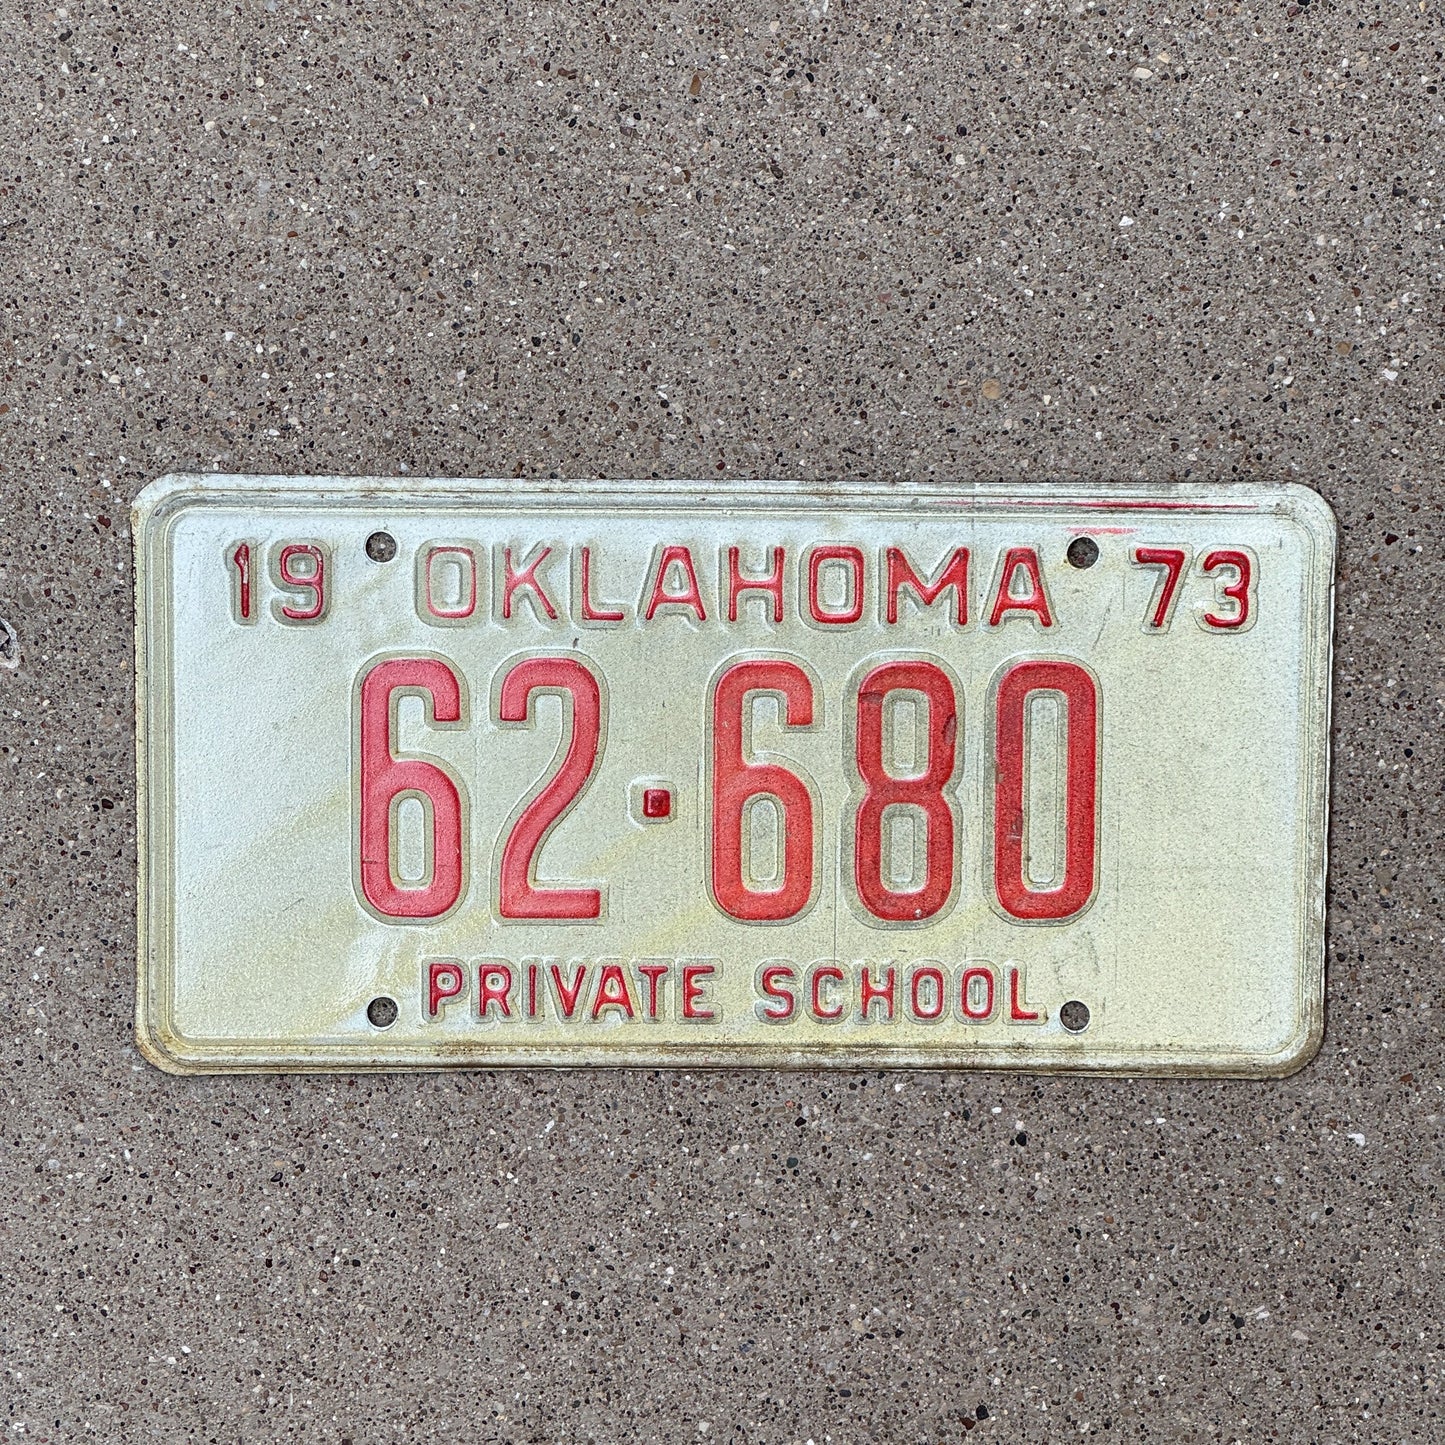 19 OKLAHOMA 73
62·680
PRIVATE SCHOOL